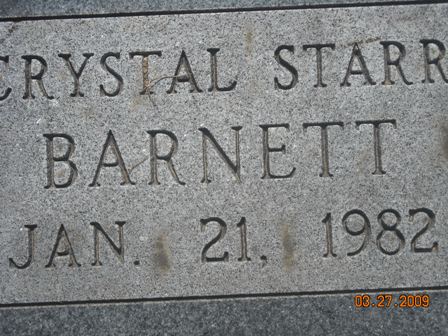 CRYSTAL STARR
BARNETT
JAN. 21, 1982
03.27.2009